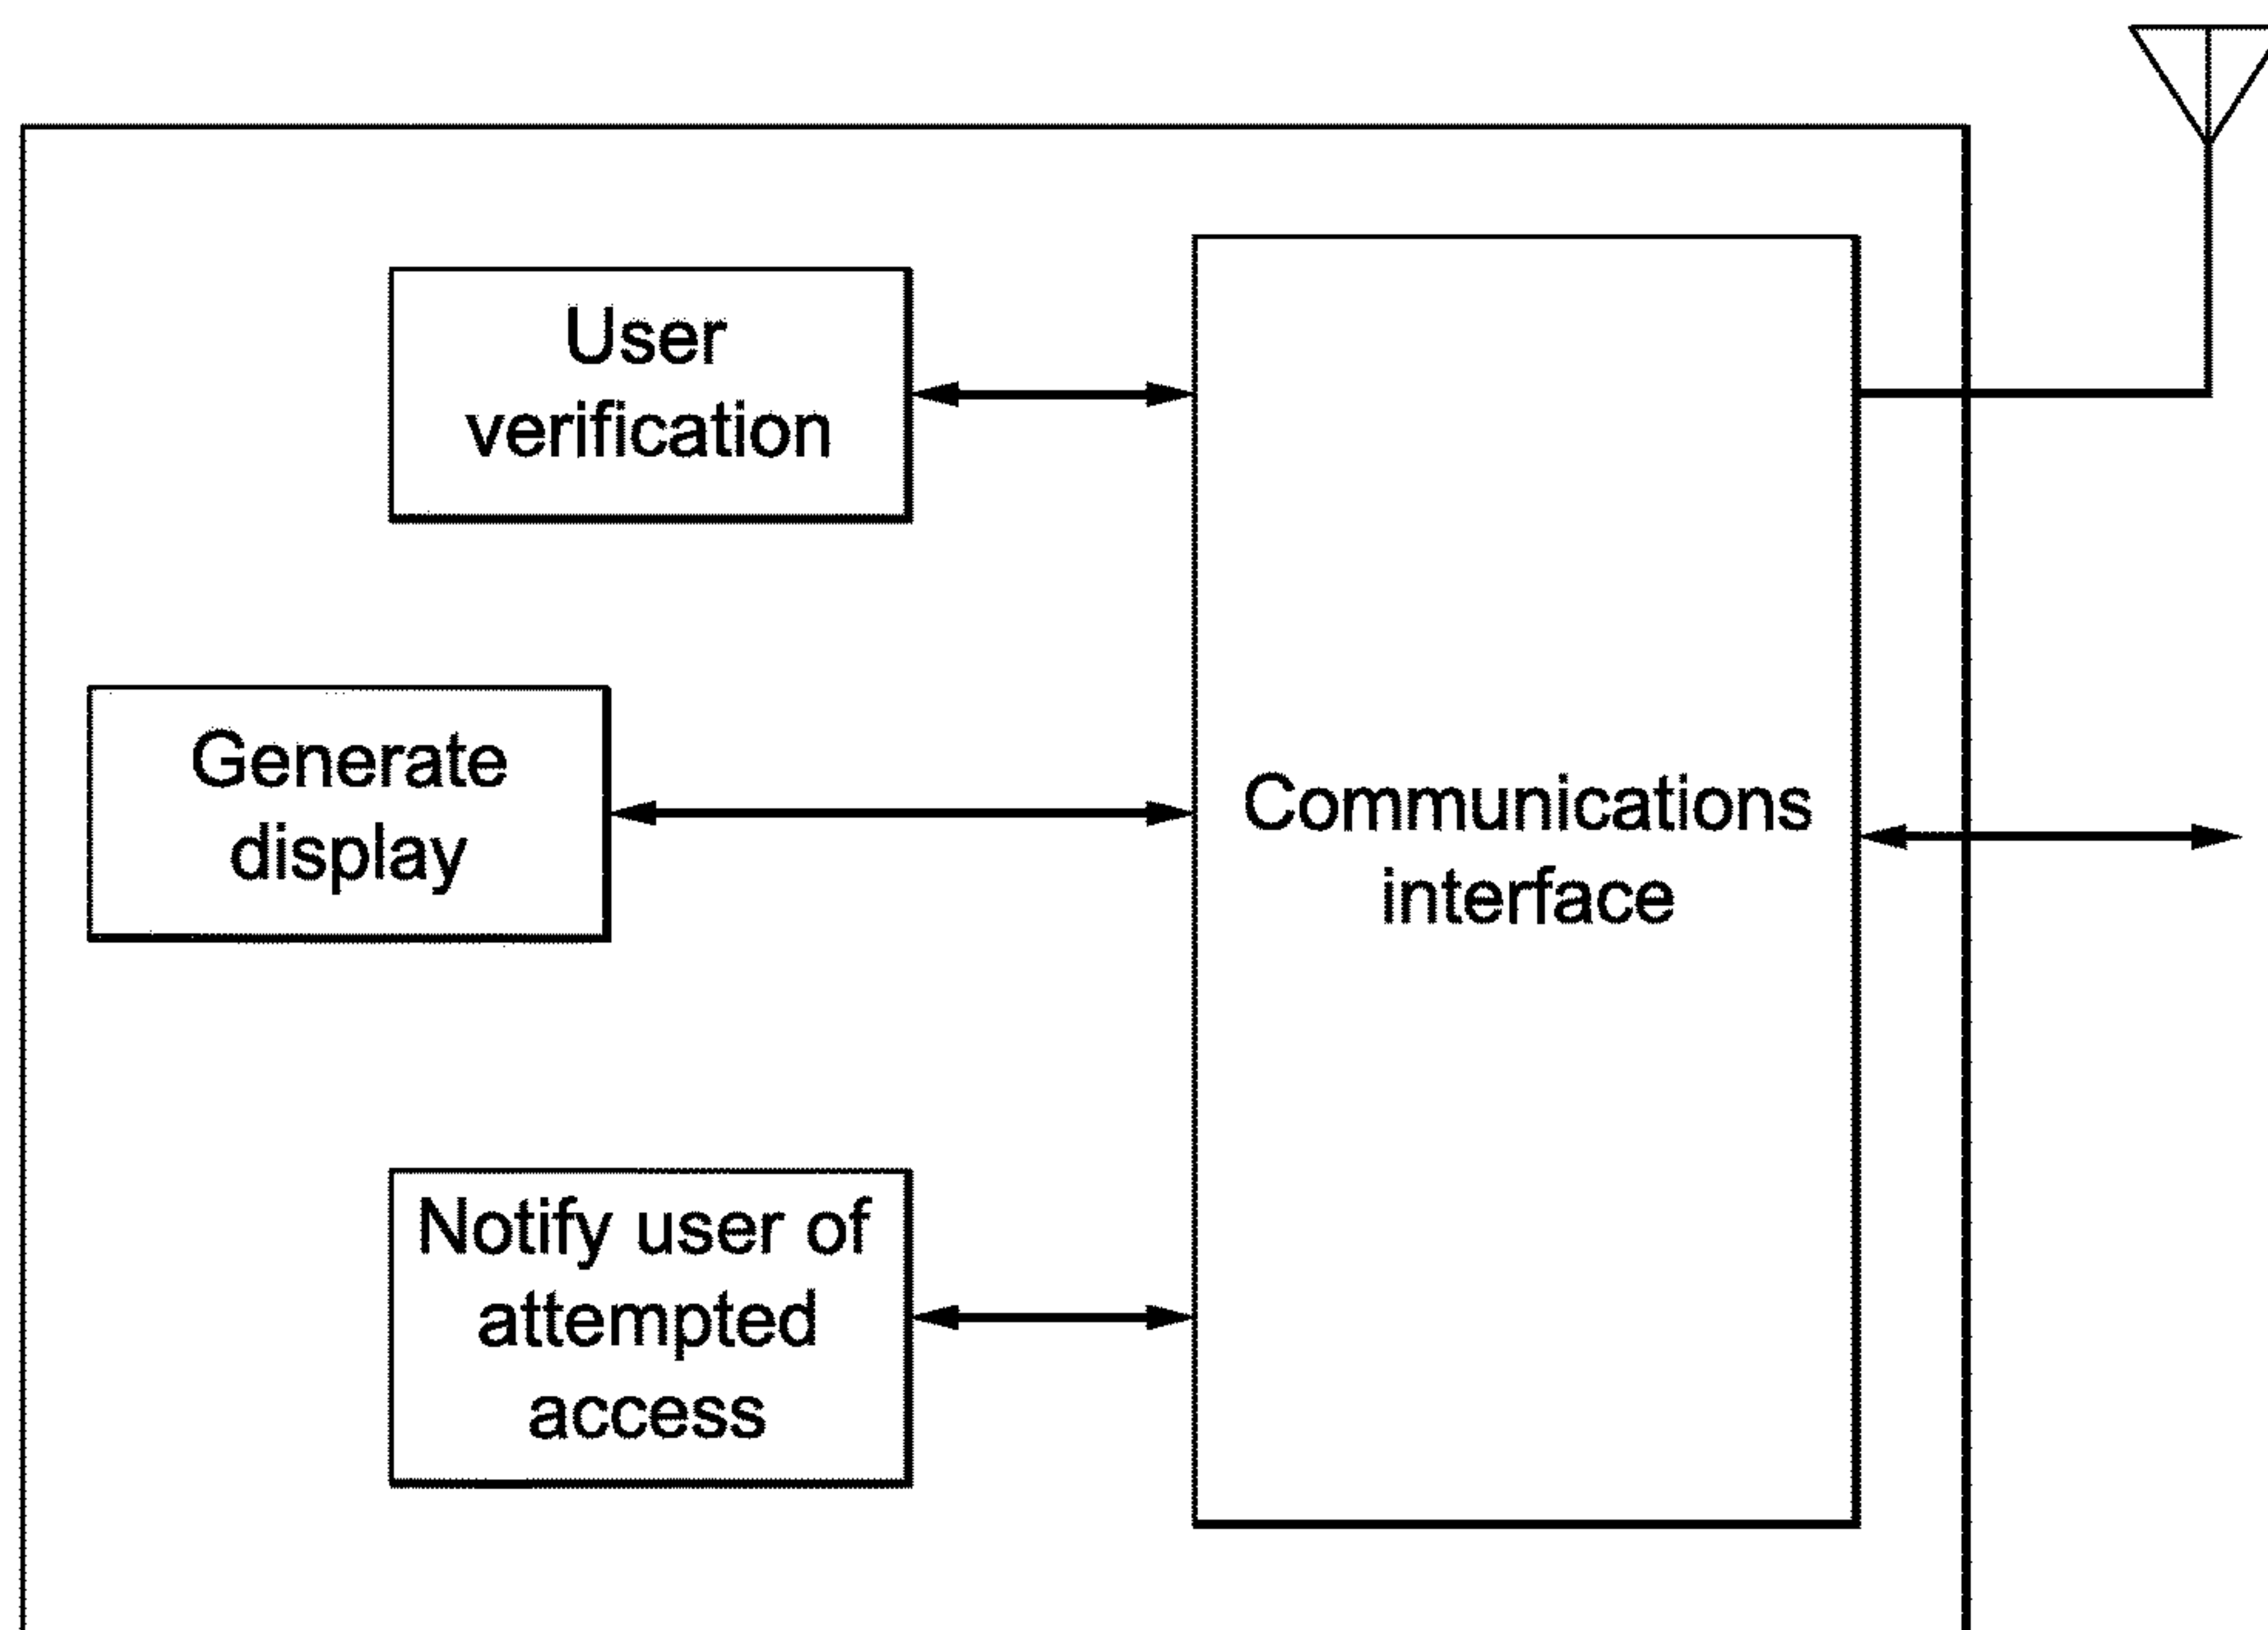 User
verification
Generate
display
Communications
interface
Notify user of
attempted
access